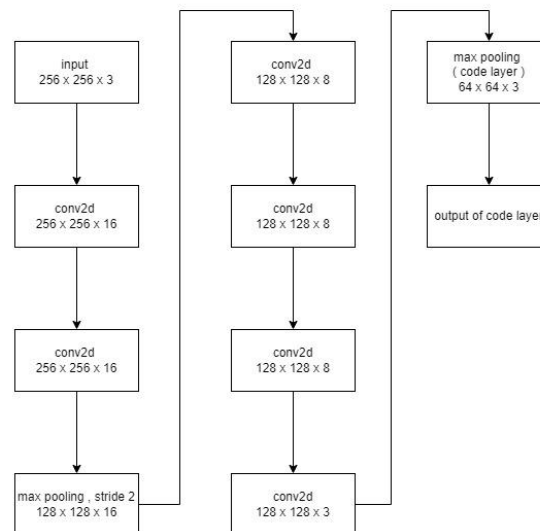 input
256 x 256 x 3
conv2d
256 x 256 x 16
conv2d
256 x 256 x 16
max pooling , stride 2
128 x 128 x 16
conv2d
128 x 128 x 8
conv2d
128 x 128 x 8
conv2d
128 x 128 x 8
conv2d
128 x 128 x 3
max pooling
( code layer )
64 x 64 x 3
output of code layer